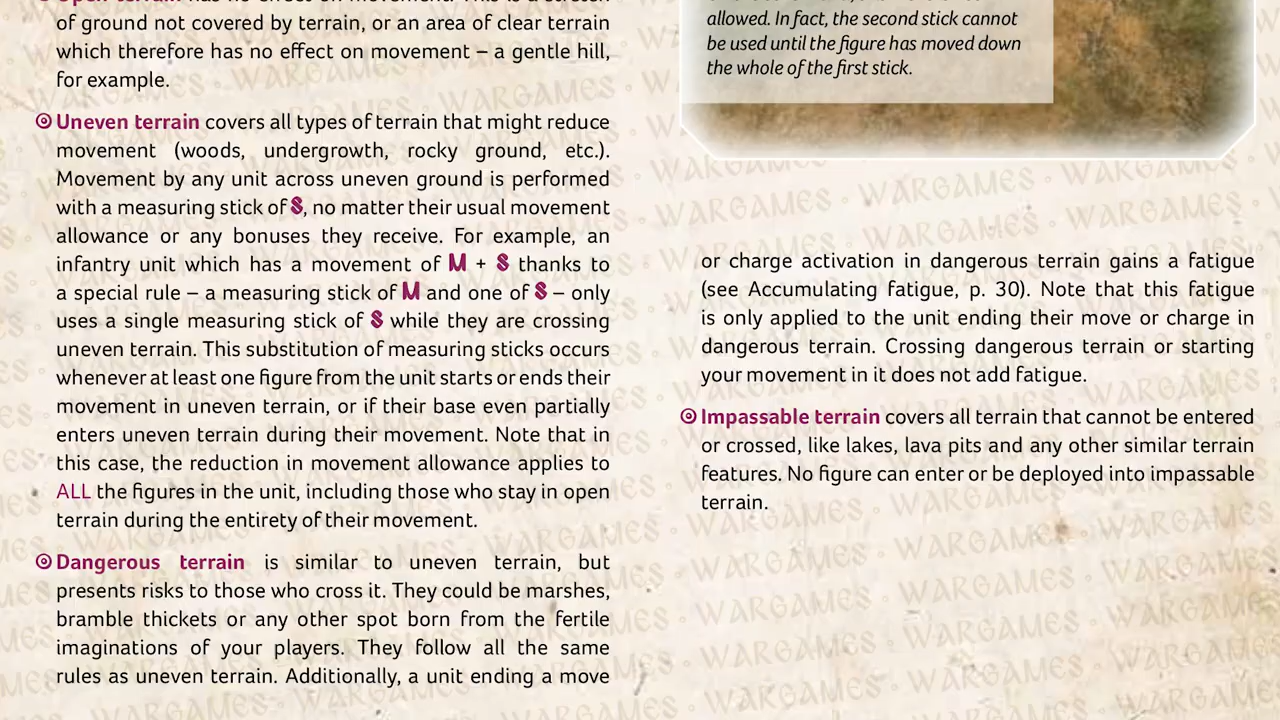 of ground not covered by terrain, or an area of clear terrain
which therefore has no effect on movement – a gentle hill,
for example.
Uneven terrain covers all types of terrain that might reduce
movement (woods, undergrowth, rocky ground, etc.).
Movement by any unit across uneven ground is performed
with a measuring stick of S, no matter their usual movement
allowance or any bonuses they receive. For example, an
infantry unit which has a movement of M + S thanks to
a special rule – a measuring stick of M and one of S – only
uses a single measuring stick of S while they are crossing
uneven terrain. This substitution of measuring sticks occurs
whenever at least one figure from the unit starts or ends their
movement in uneven terrain, or if their base even partially
enters uneven terrain during their movement. Note that in
this case, the reduction in movement allowance applies to
ALL the figures in the unit, including those who stay in open
terrain during the entirety of their movement.
Dangerous terrain is similar to uneven terrain, but
presents risks to those who cross it. They could be marshes,
bramble thickets or any other spot born from the fertile
imaginations of your players. They follow all the same
rules as uneven terrain. Additionally, a unit ending a move
allowed. In fact, the second stick cannot
be used until the figure has moved down
the whole of the first stick.
or charge activation in dangerous terrain gains a fatigue
(see Accumulating fatigue, p. 30). Note that this fatigue
is only applied to the unit ending their move or charge in
dangerous terrain. Crossing dangerous terrain or starting
your movement in it does not add fatigue.
Impassable terrain covers all terrain that cannot be entered
or crossed, like lakes, lava pits and any other similar terrain
features. No figure can enter or be deployed into impassable
terrain.